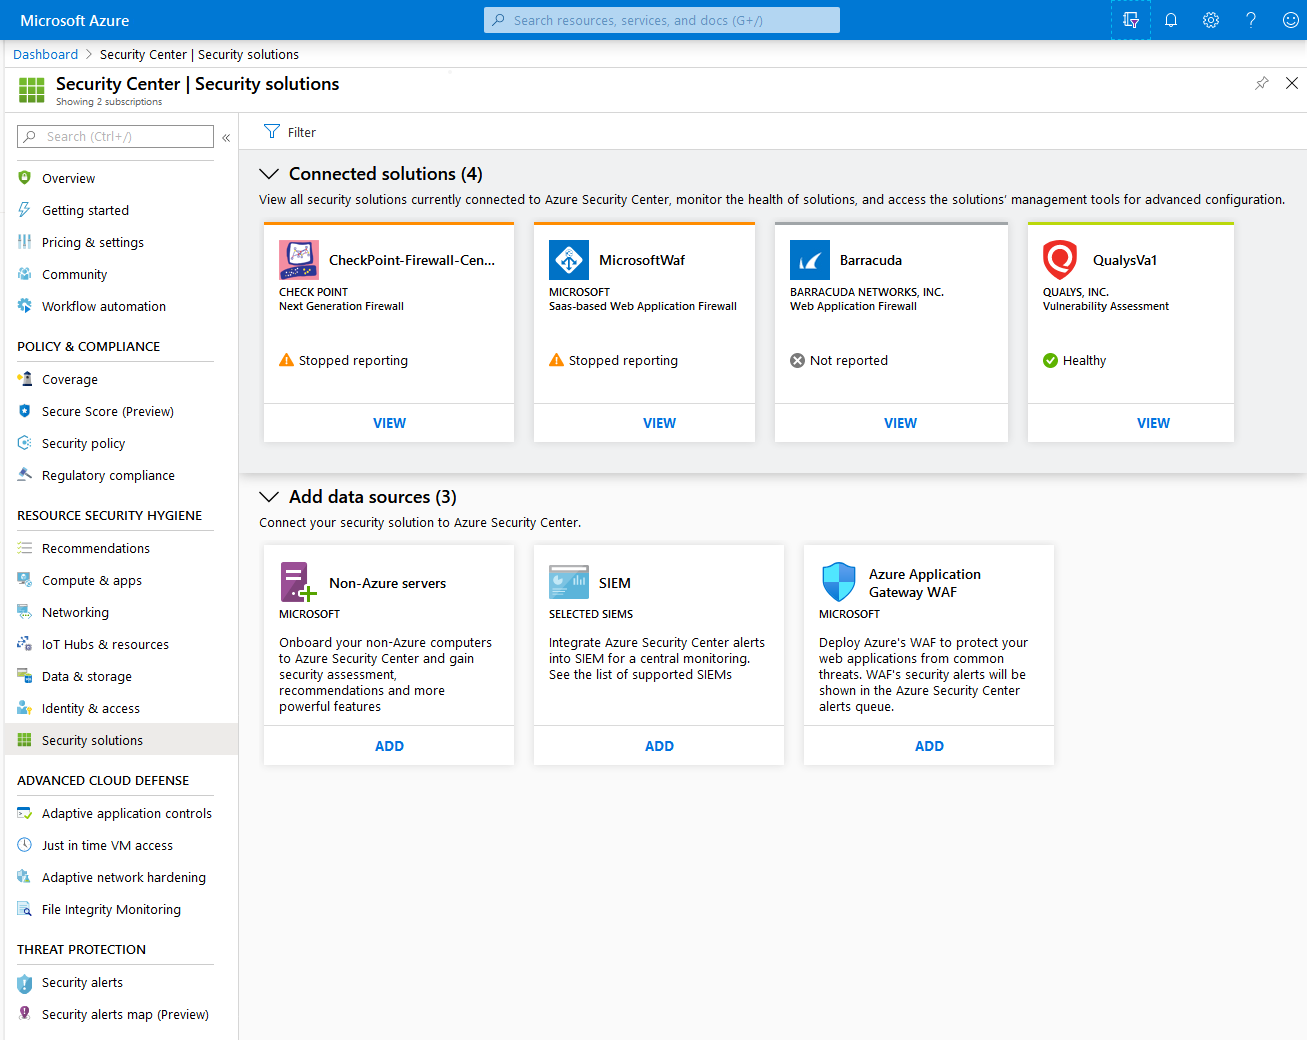 Microsoft Azure
Search resources, services, and docs (G+/)
Dashboard > Security Center | Security solutions
Security Center | Security solutions
Showing 2 subscriptions
Search (Ctrl+/)
«
Overview
Getting started
Pricing & settings
Community
Workflow automation
POLICY & COMPLIANCE
Coverage
Secure Score (Preview)
Security policy
Regulatory compliance
RESOURCE SECURITY HYGIENE
Recommendations
Compute & apps
Networking
IoT Hubs & resources
Data & storage
Identity & access
Security solutions
ADVANCED CLOUD DEFENSE
Adaptive application controls
Just in time VM access
Adaptive network hardening
File Integrity Monitoring
THREAT PROTECTION
Security alerts
Security alerts map (Preview)
Filter
Connected solutions (4)
View all security solutions currently connected to Azure Security Center, monitor the health of solutions, and access the solutions' management tools for advanced configuration.
CheckPoint-Firewall-Cen...
CHECK POINT
Next Generation Firewall
Stopped reporting
VIEW
MicrosoftWaf
MICROSOFT
Saas-based Web Application Firewall
Stopped reporting
VIEW
Barracuda
BARRACUDA NETWORKS, INC.
Web Application Firewall
Not reported
VIEW
QualysVa1
QUALYS, INC.
Vulnerability Assessment
Healthy
VIEW
Add data sources (3)
Connect your security solution to Azure Security Center.
Non-Azure servers
MICROSOFT
Onboard your non-Azure computers
to Azure Security Center and gain
security assessment,
recommendations and more
powerful features
ADD
SIEM
SELECTED SIEMS
Integrate Azure Security Center alerts
into SIEM for a central monitoring.
See the list of supported SIEMs
ADD
Azure Application
Gateway WAF
MICROSOFT
Deploy Azure's WAF to protect your
web applications from common
threats. WAF's security alerts will be
shown in the Azure Security Center
alerts queue.
ADD